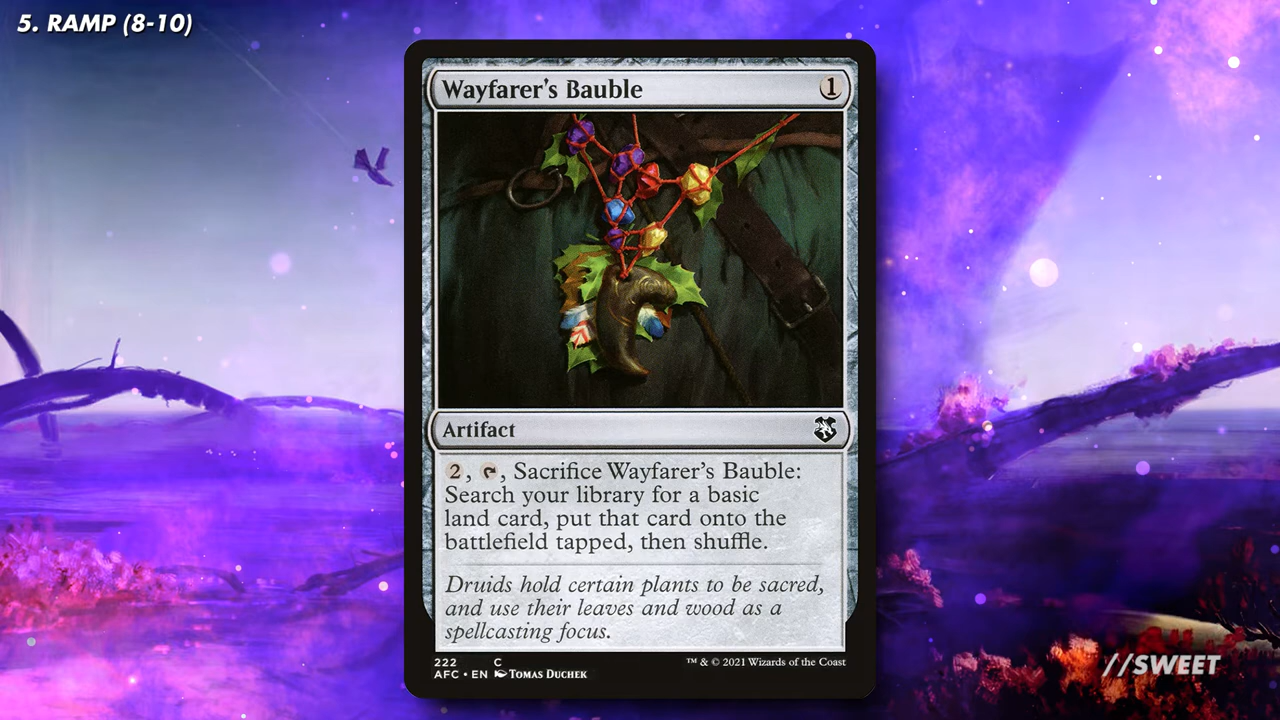 5. RAMP (8-10)
Wayfarer's Bauble 1
Artifact
2, , Sacrifice Wayfarer's Bauble:
Search your library for a basic
land card, put that card onto the
battlefield tapped, then shuffle.
Druids hold certain plants to be sacred,
and use their leaves and wood as a
spellcasting focus.
222 C
AFC • EN Tomas Duchek
™ & © 2021 Wizards of the Coast
//SWEET